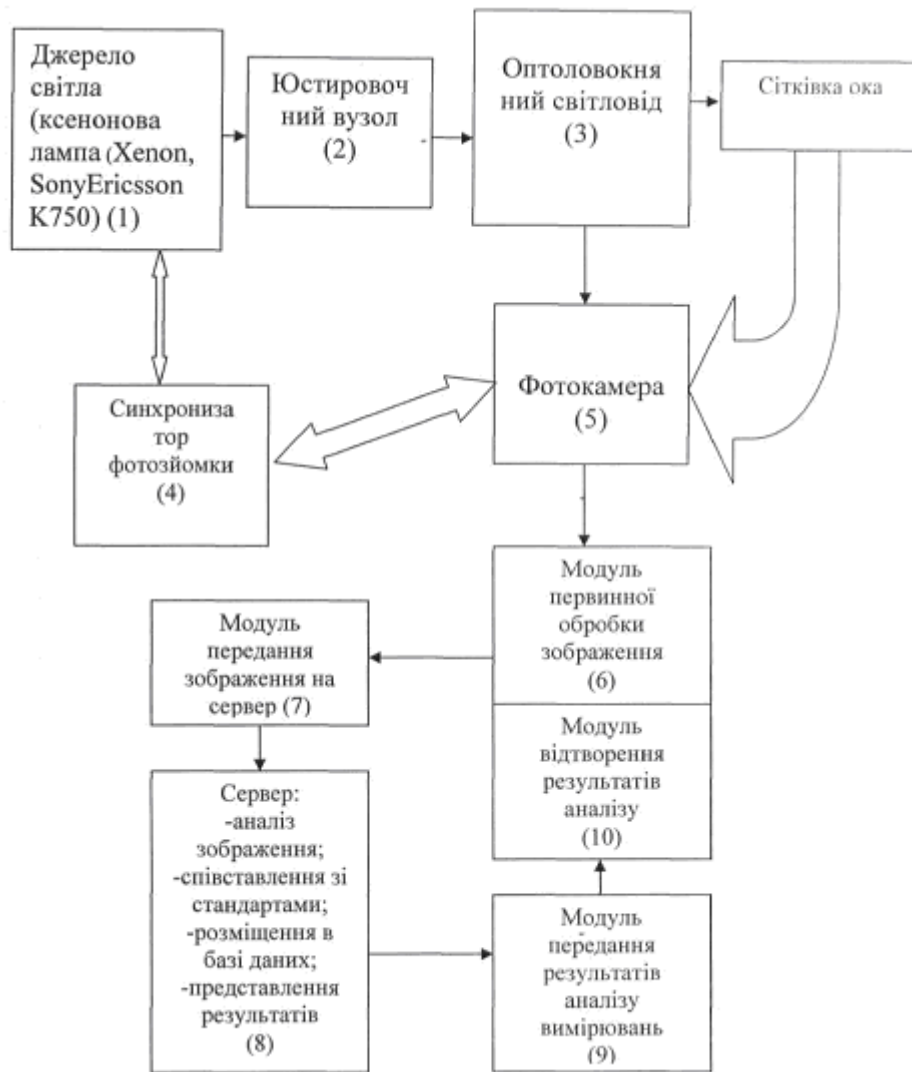 Джерело
світла
(ксенонова
лампа (Xenon,
SonyEricsson
K750) (1)
Юстировоч
ний вузол
(2)
Оптоловокня
ний світловід
(3)
Сітківка ока
Синхрониза
тор
фотозйомки
(4)
Фотокамера
(5)
Модуль
первинної
обробки
зображення
(6)
Модуль
передання
зображення на
сервер (7)
Модуль
відтворення
результатів
аналізу
(10)
Сервер:
-аналіз
зображення;
-співставлення зі
стандартами;
-розміщення в
базі даних;
-представлення
результатів
(8)
Модуль
передання
результатів
аналізу
вимірювань
(9)